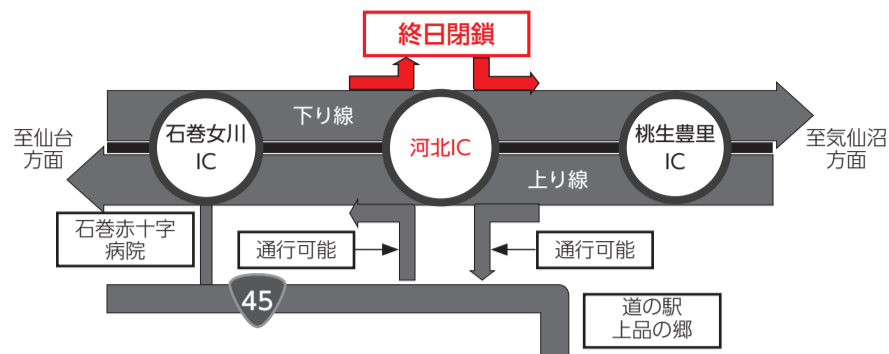 終日閉鎖
下り線
至仙台
方面
石巻女川
IC
河北IC
桃生豊里
IC
至気仙沼
方面
上り線
石巻赤十字
病院
通行可能
通行可能
45
道の駅
上品の郷